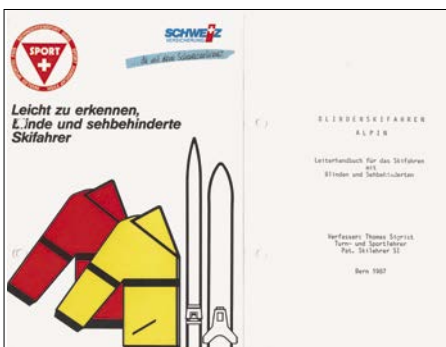 SPORT
SCHWEIZ
VERSICHERUNG
Leicht zu erkennen,
Blinde und sehbehinderte
Skifahrer
BLINDENSKIFAHREN
ALPIN
Leiterhandbuch für das Skifahren
mit
Blinden und Sehbehinderten
Verfasser: Thomas
Turn- und Sportlehrer
Pat. Skilehrer SI
Bern 1987